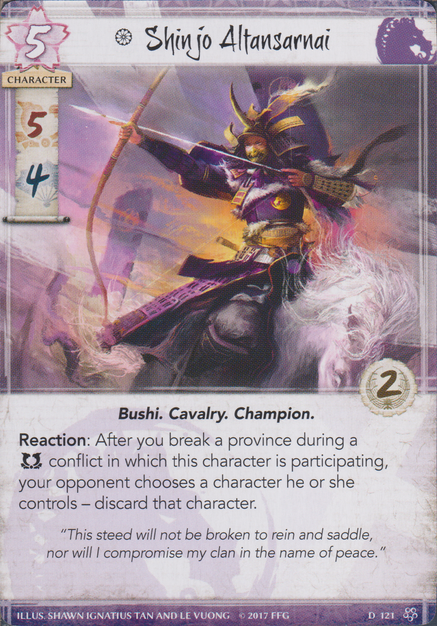 5
Shinjo Altansarnai
CHARACTER
5
4
2
Bushi. Cavalry. Champion.
Reaction: After you break a province during a
conflict in which this character is participating,
your opponent chooses a character he or she
controls – discard that character.
“This steed will not be broken to rein and saddle,
nor will I compromise my clan in the name of peace.”
ILLUS. SHAWN IGNATIUS TAN AND LE VUONG © 2017 FFG D 121